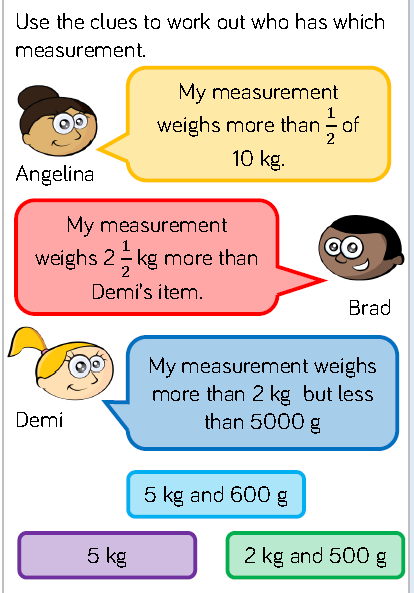 Use the clues to work out who has which
measurement.
My measurement
weighs more than 1/2 of
10 kg.
Angelina
My measurement
weighs 2 1/2 kg more than
Demi's item.
Brad
My measurement weighs
more than 2 kg but less
than 5000 g
Demi
5 kg and 600 g
5 kg
2 kg and 500 g